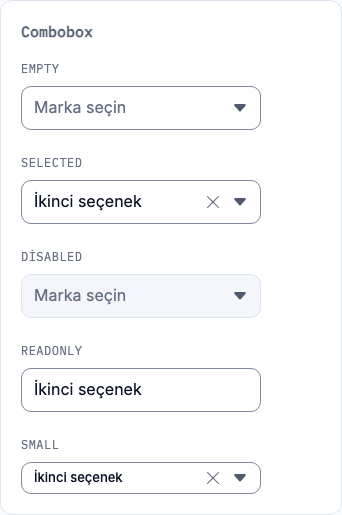 Combobox
EMPTY
Marka seçin
SELECTED
İkinci seçenek
DİSABLED
Marka seçin
READONLY
İkinci seçenek
SMALL
İkinci seçenek